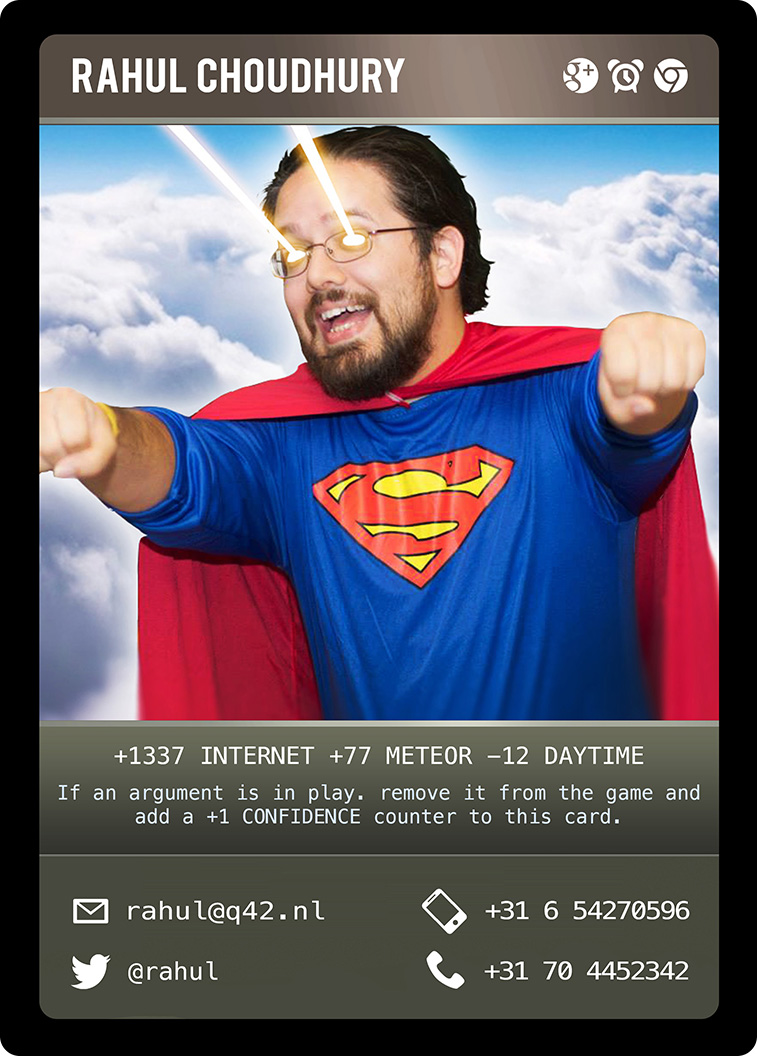 RAHUL CHOUDHURY
g+
S
+1337 INTERNET +77 METEOR −12 DAYTIME
If an argument is in play. remove it from the game and
add a +1 CONFIDENCE counter to this card.
rahul@q42.nl
+31 6 54270596
@rahul
+31 70 4452342